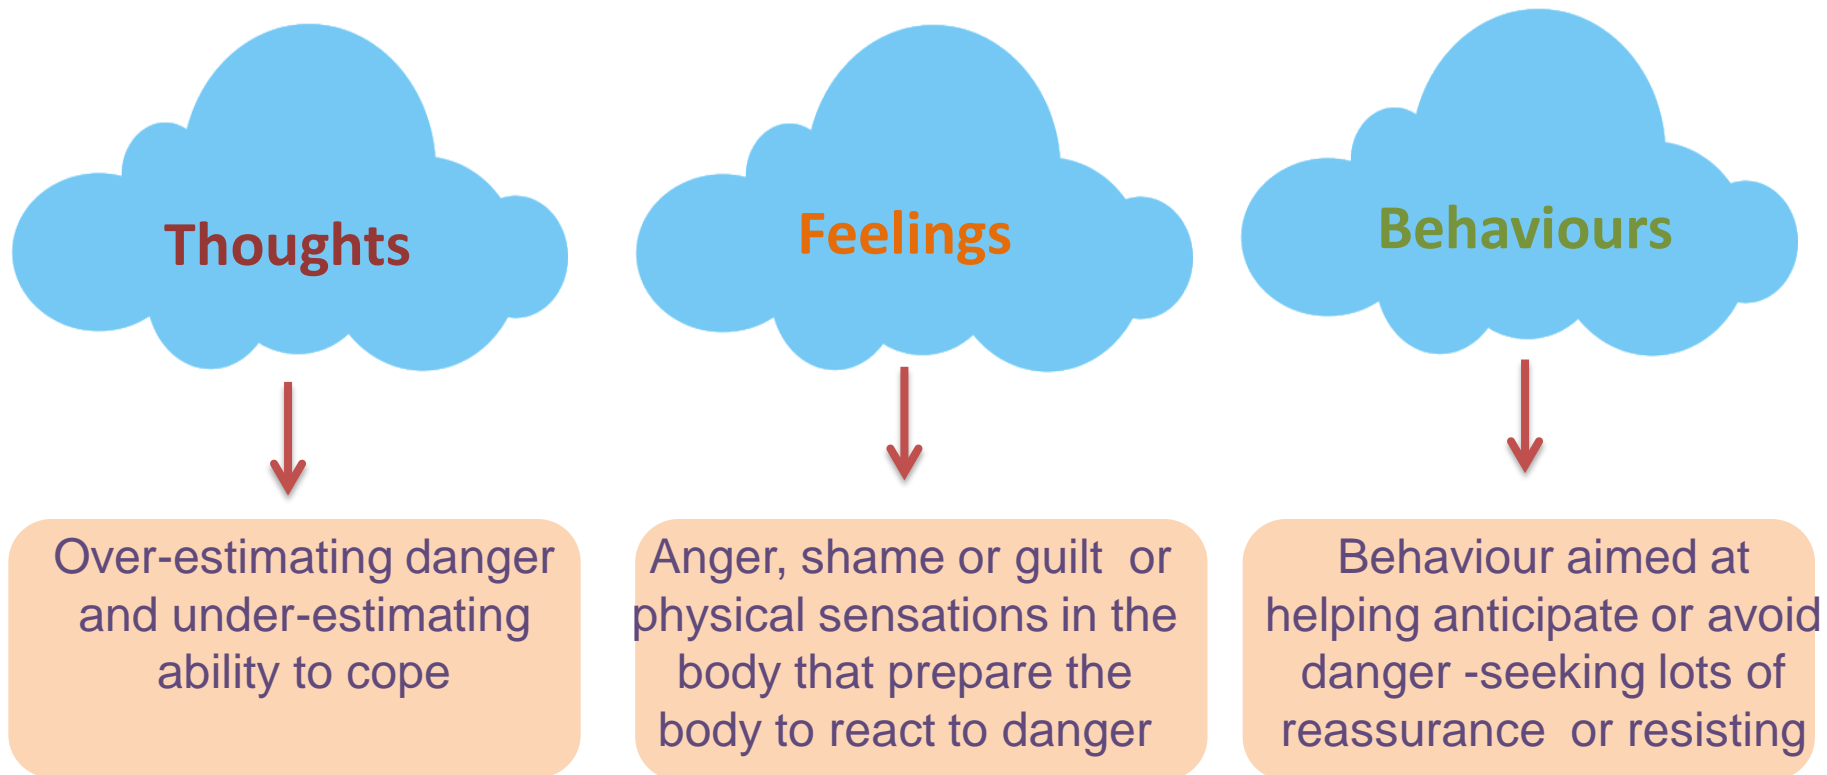 Thoughts
Feelings
Behaviours
Over-estimating danger
and under-estimating
ability to cope
Anger, shame or guilt  or
physical sensations in the
body that prepare the
body to react to danger
Behaviour aimed at
helping anticipate or avoid
danger -seeking lots of
reassurance  or resisting